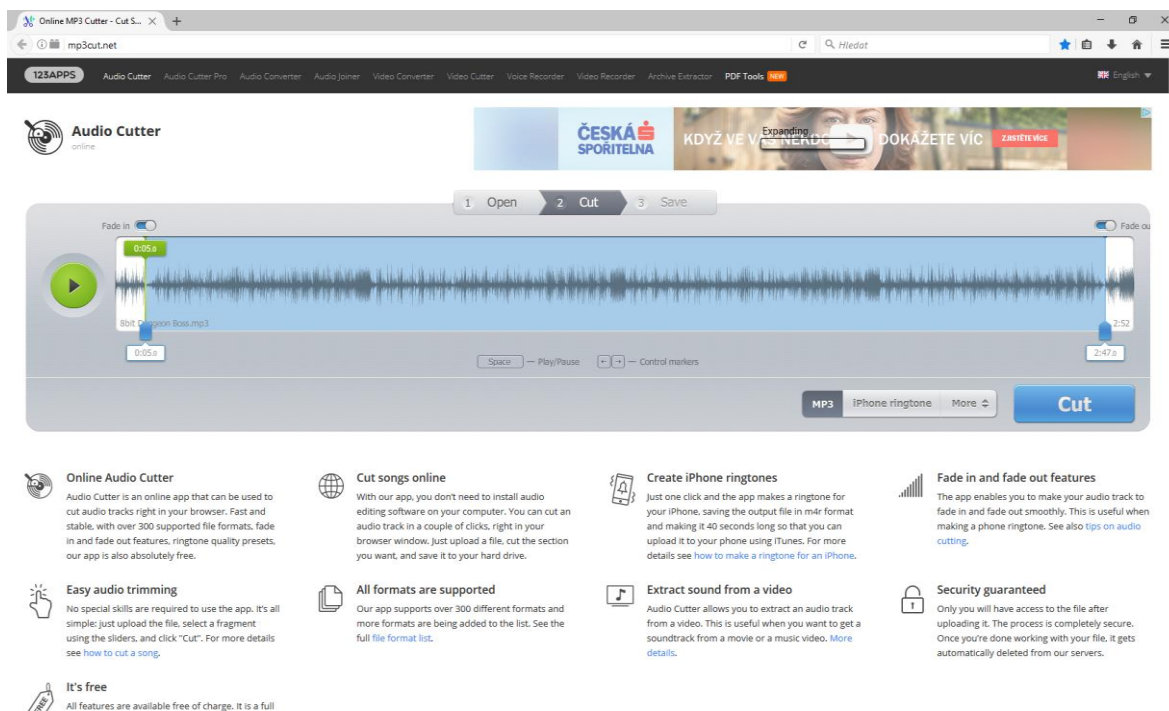 Online MP3 Cutter - Cut S...
mp3cut.net
Hledat
123APPS Audio Cutter Audio Cutter Pro Audio Converter Audio Joiner Video Converter Video Cutter Voice Recorder Video Recorder Archive Extractor PDF Tools NEW English
Audio Cutter
online
ČESKÁ
SPOŘITELNA
KDYŽ VE VÁS NĚKDO DOKÁŽETE VÍC
Expanding
ZJISTĚTE VÍCE
1 Open 2 Cut 3 Save
Fade in
Fade ou
0:05.0
8bit Dungeon Boss.mp3
2:52
0:05.0
2:47.0
Space — Play/Pause ← → — Control markers
MP3 iPhone ringtone More
Cut
Online Audio Cutter
Audio Cutter is an online app that can be used to
cut audio tracks right in your browser. Fast and
stable, with over 300 supported file formats, fade
in and fade out features, ringtone quality presets,
our app is also absolutely free.
Cut songs online
With our app, you don't need to install audio
editing software on your computer. You can cut an
audio track in a couple of clicks, right in your
browser window. Just upload a file, cut the section
you want, and save it to your hard drive.
Create iPhone ringtones
Just one click and the app makes a ringtone for
your iPhone, saving the output file in m4r format
and making it 40 seconds long so that you can
upload it to your phone using iTunes. For more
details see how to make a ringtone for an iPhone.
Fade in and fade out features
The app enables you to make your audio track to
fade in and fade out smoothly. This is useful when
making a phone ringtone. See also tips on audio
cutting.
Easy audio trimming
No special skills are required to use the app. It's all
simple: just upload the file, select a fragment
using the sliders, and click "Cut". For more details
see how to cut a song.
All formats are supported
Our app supports over 300 different formats and
more formats are being added to the list. See the
full file format list.
Extract sound from a video
Audio Cutter allows you to extract an audio track
from a video. This is useful when you want to get a
soundtrack from a movie or a music video. More
details.
Security guaranteed
Only you will have access to the file after
uploading it. The process is completely secure.
Once you're done working with your file, it gets
automatically deleted from our servers.
FREE
It's free
All features are available free of charge. It is a full